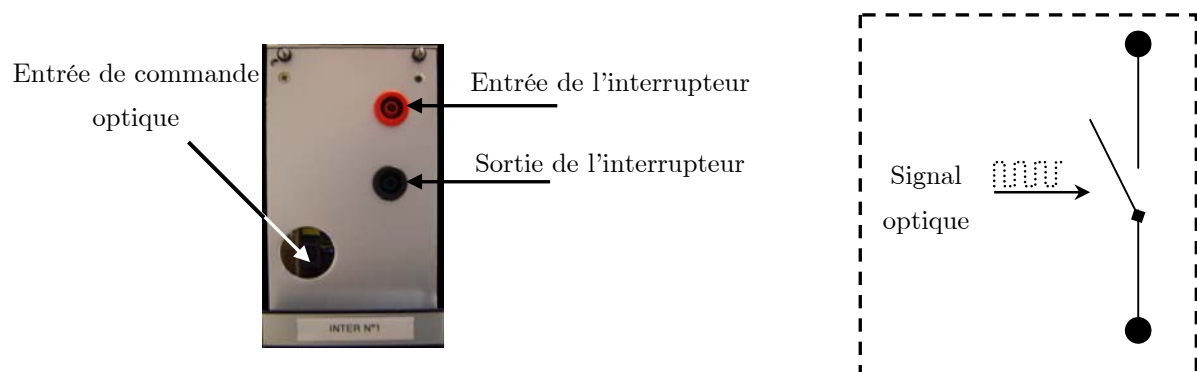 Entrée de commande
optique
Entrée de l'interrupteur
Sortie de l'interrupteur
INTER N°1
Signal
optique